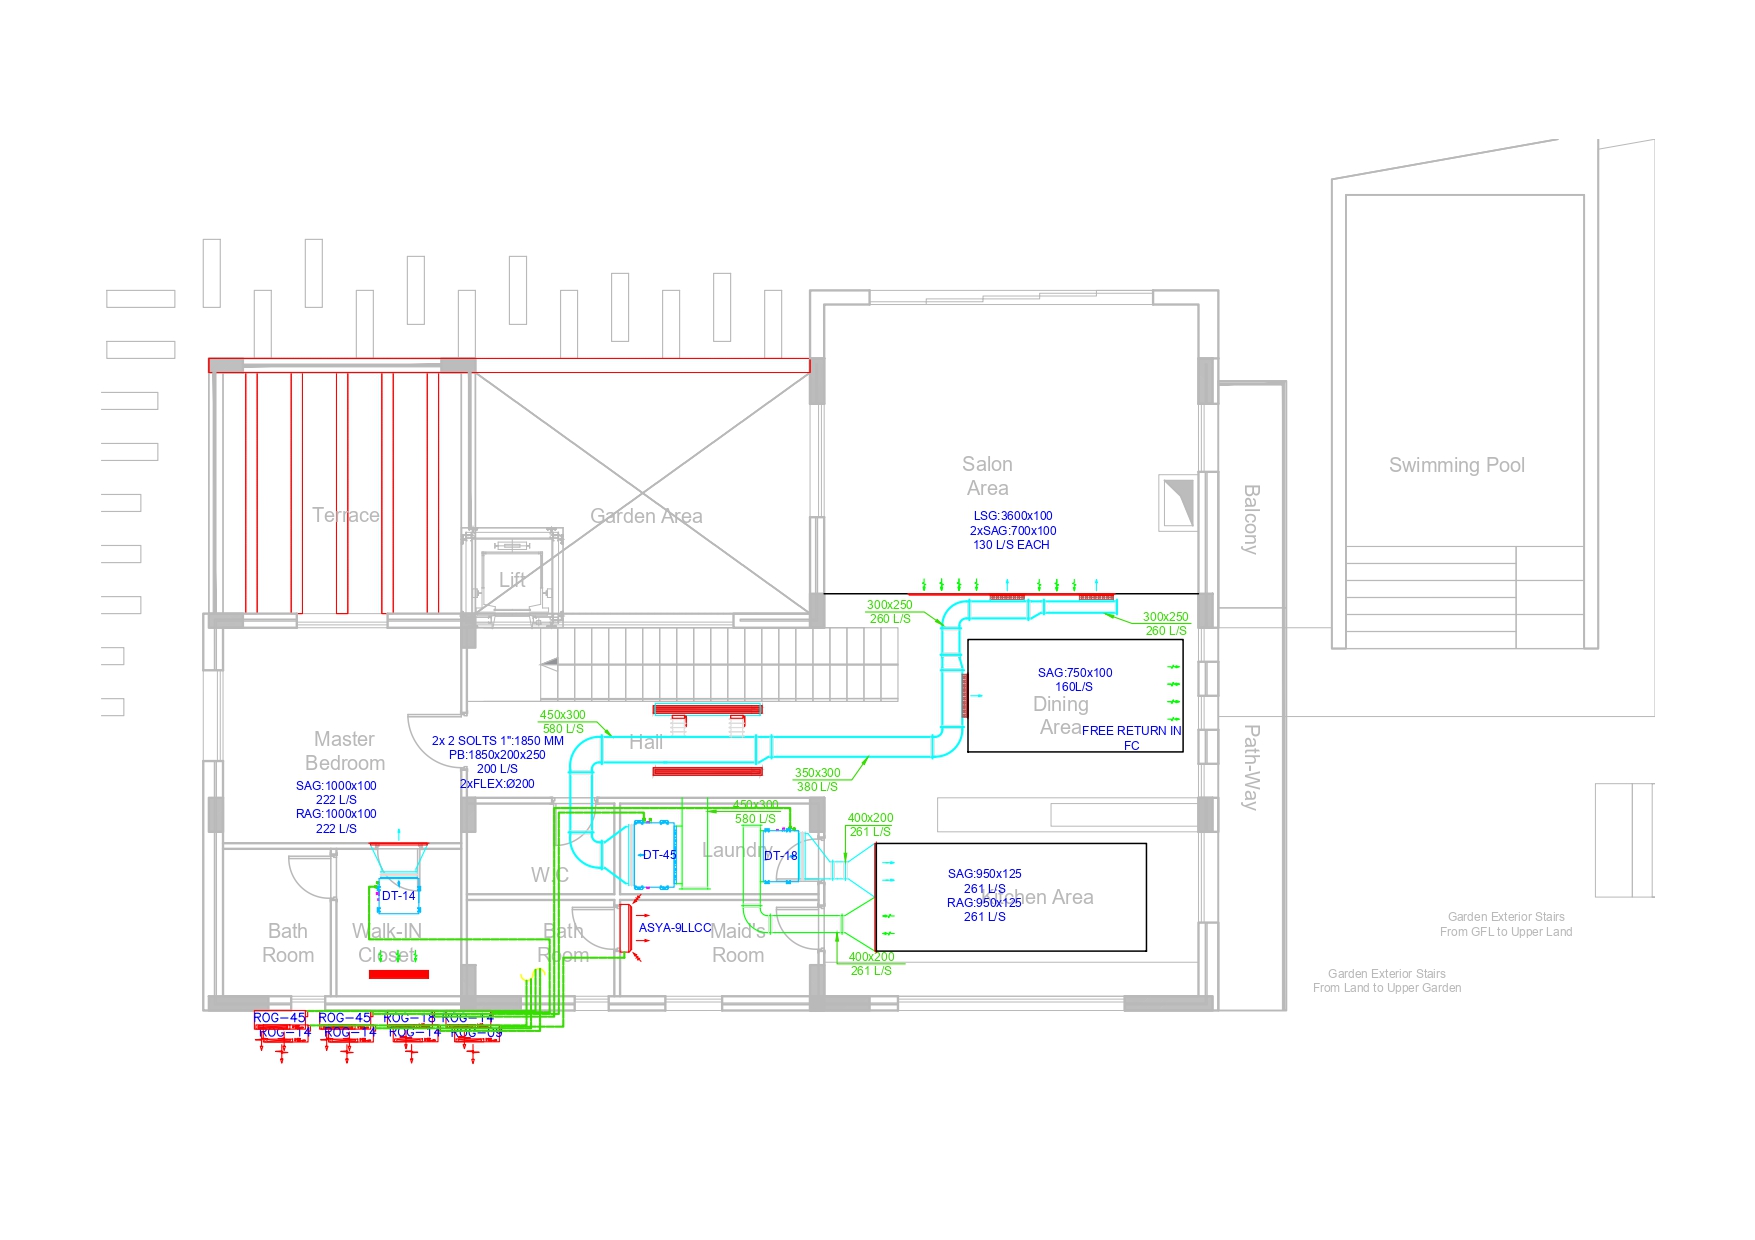 Salon
Area
LSG:3600x100
2xSAG:700x100
130 L/S EACH
Swimming Pool
Balcony
Terrace
Garden Area
Lift
300x250
260 L/S
300x250
260 L/S
SAG:750x100
160L/S
Dining
Area
FREE RETURN IN
FC
Path-Way
450x300
580 L/S
Hall
2x 2 SOLTS 1":1850 MM
PB:1850x200x250
200 L/S
2xFLEX:Ø200
350x300
380 L/S
Master
Bedroom
SAG:1000x100
222 L/S
RAG:1000x100
222 L/S
450x300
580 L/S
400x200
261 L/S
DT-45
Laundry
DT-18
W.C
DT-14
SAG:950x125
261 L/S
RAG:950x125
261 L/S
Kitchen Area
Bath
Room
Walk-IN
Closet
Bath
Room
ASYA-9LLCC
Maid's
Room
400x200
261 L/S
Garden Exterior Stairs
From GFL to Upper Land
Garden Exterior Stairs
From Land to Upper Garden
ROG-45
ROG-45
ROG-18
ROG-14
ROG-14
ROG-14
ROG-14
ROG-09